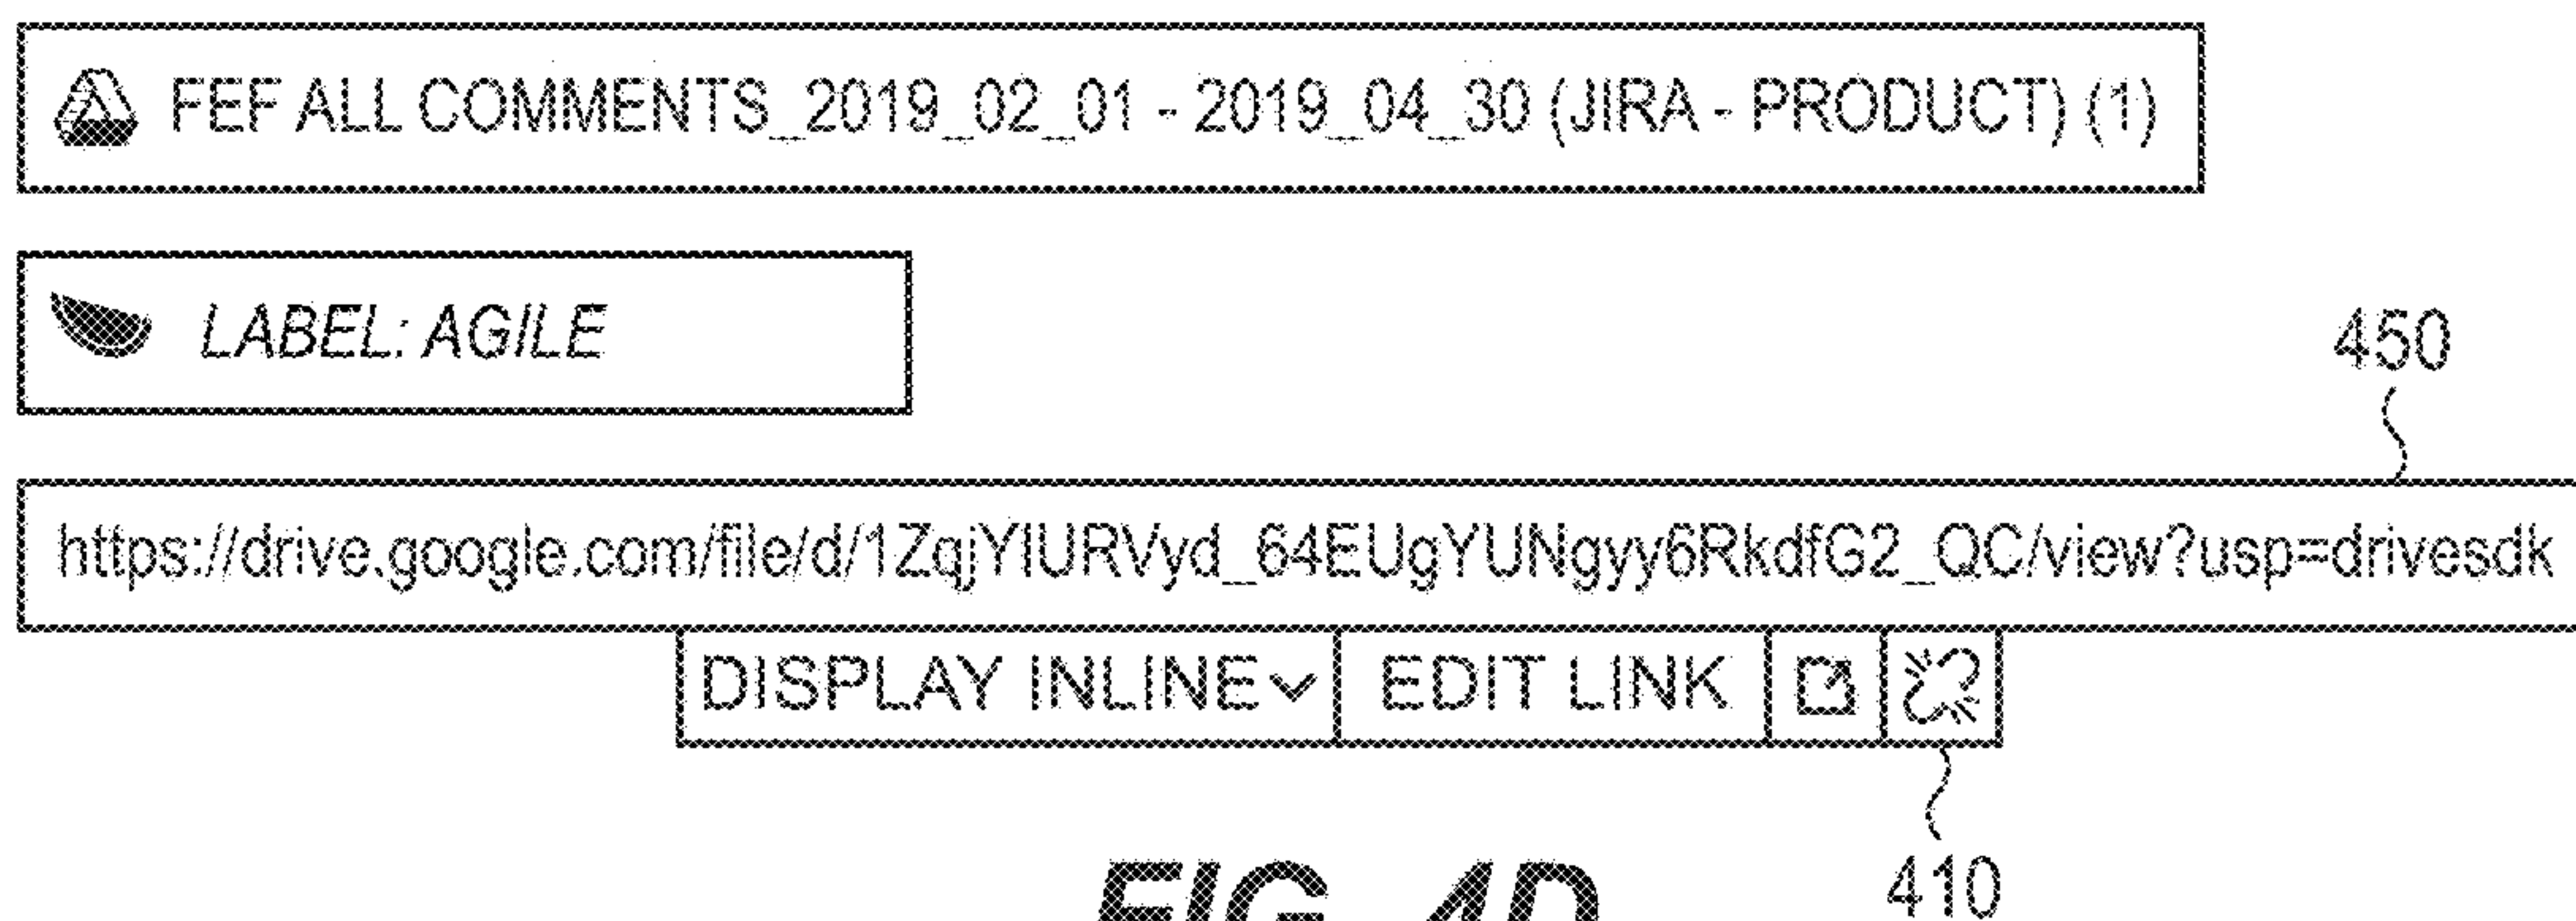 FEF ALL COMMENTS_2019_02_01 - 2019_04_30 (JIRA - PRODUCT) (1)
LABEL: AGILE
450
https://drive.google.com/file/d/1ZqjYIURVyd_64EUgYUNgyy6RkdfG2_QC/view?usp=drivesdk
DISPLAY INLINE EDIT LINK
410
FIG. 4D